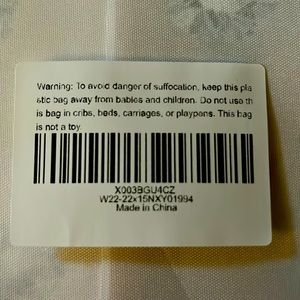 Warning: To avoid danger of suffocation, keep this pla
stic bag away from babies and children. Do not use th
is bag in cribs, beds, carriages, or playpens. This bag
is not a toy.
X003BGU4CZ
W22-22x15NXY01994
Made in China